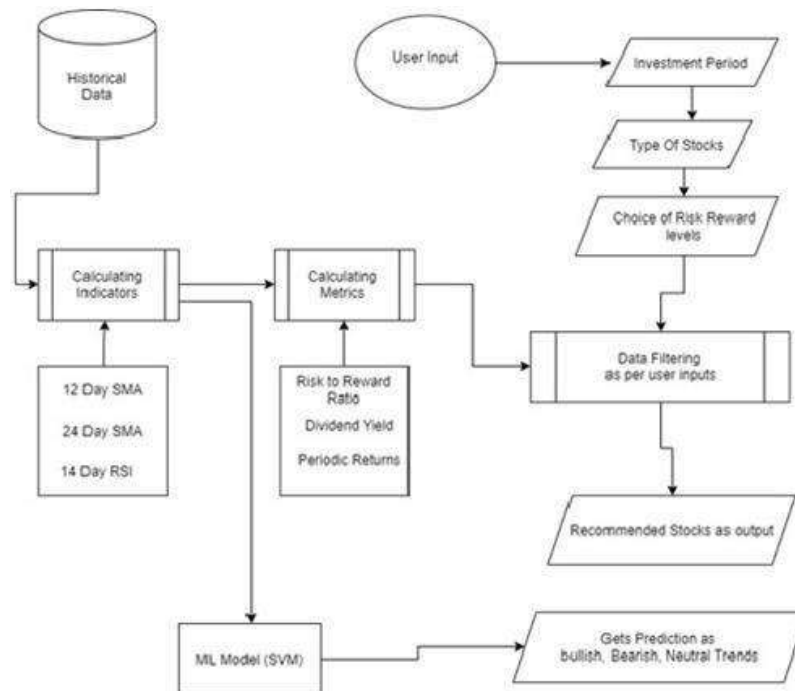 Historical
Data
User Input
Investment Period
Type Of Stocks
Choice of Risk Reward
levels
Calculating
Indicators
Calculating
Metrics
Data Filtering
as per user inputs
12 Day SMA
24 Day SMA
14 Day RSI
Risk to Reward
Ratio
Dividend Yield
Periodic Returns
Recommended Stocks as output
ML Model (SVM)
Gets Prediction as
bullish, Bearish, Neutral Trends